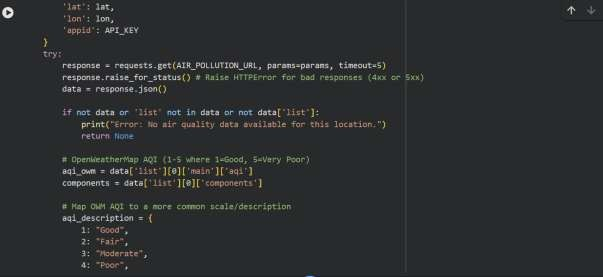 'lat': lat,
'lon': lon,
'appid': API_KEY
}
try:
response = requests.get(AIR_POLLUTION_URL, params=params, timeout=5)
response.raise_for_status() # Raise HTTPError for bad responses (4xx or 5xx)
data = response.json()
if not data or 'list' not in data or not data['list']:
print("Error: No air quality data available for this location.")
return None
# OpenWeatherMap AQI (1-5 where 1=Good, 5=Very Poor)
aqi_owm = data['list'][0]['main']['aqi']
components = data['list'][0]['components']
# Map OWM AQI to a more common scale/description
aqi_description = {
1: "Good",
2: "Fair",
3: "Moderate",
4: "Poor",